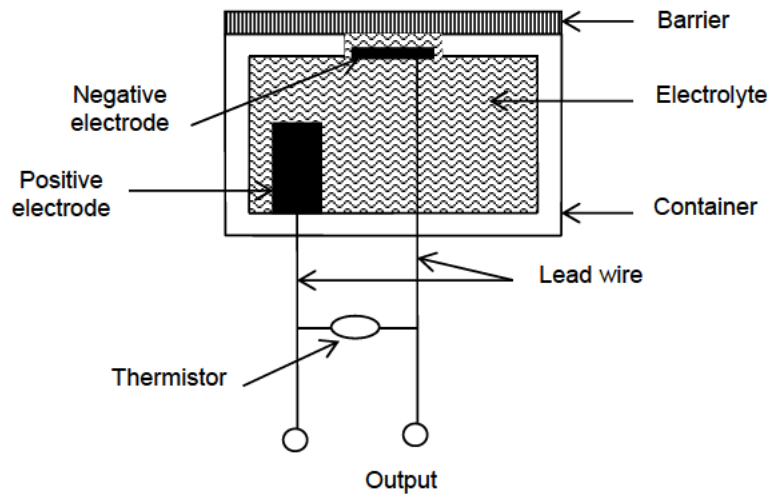 Barrier
Negative
electrode
Electrolyte
Positive
electrode
Container
Lead wire
Thermistor
Output